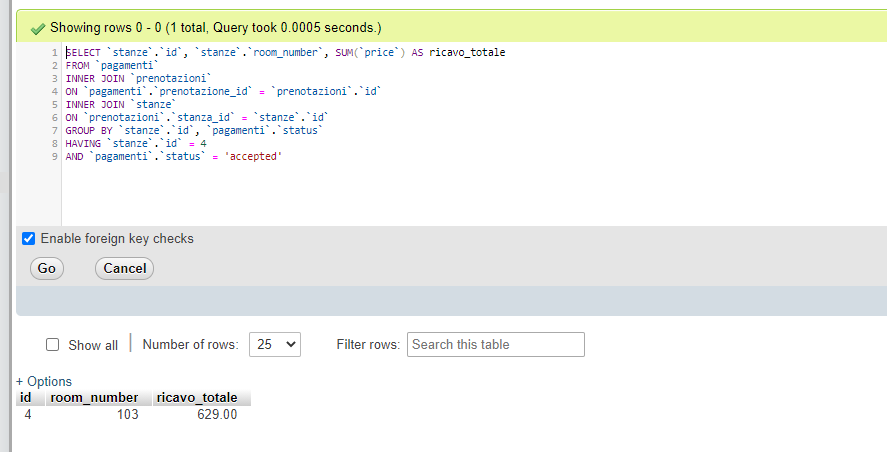 Showing rows 0 - 0 (1 total, Query took 0.0005 seconds.)
1 SELECT `stanze`.`id`, `stanze`.`room_number`, SUM(`price`) AS ricavo_totale
2 FROM `pagamenti`
3 INNER JOIN `prenotazioni`
4 ON `pagamenti`.`prenotazione_id` = `prenotazioni`.`id`
5 INNER JOIN `stanze`
6 ON `prenotazioni`.`stanza_id` = `stanze`.`id`
7 GROUP BY `stanze`.`id`, `pagamenti`.`status`
8 HAVING `stanze`.`id` = 4
9 AND `pagamenti`.`status` = 'accepted'
Enable foreign key checks
Go Cancel
Show all Number of rows: 25 Filter rows: Search this table
+ Options
id room_number ricavo_totale
4 103 629.00